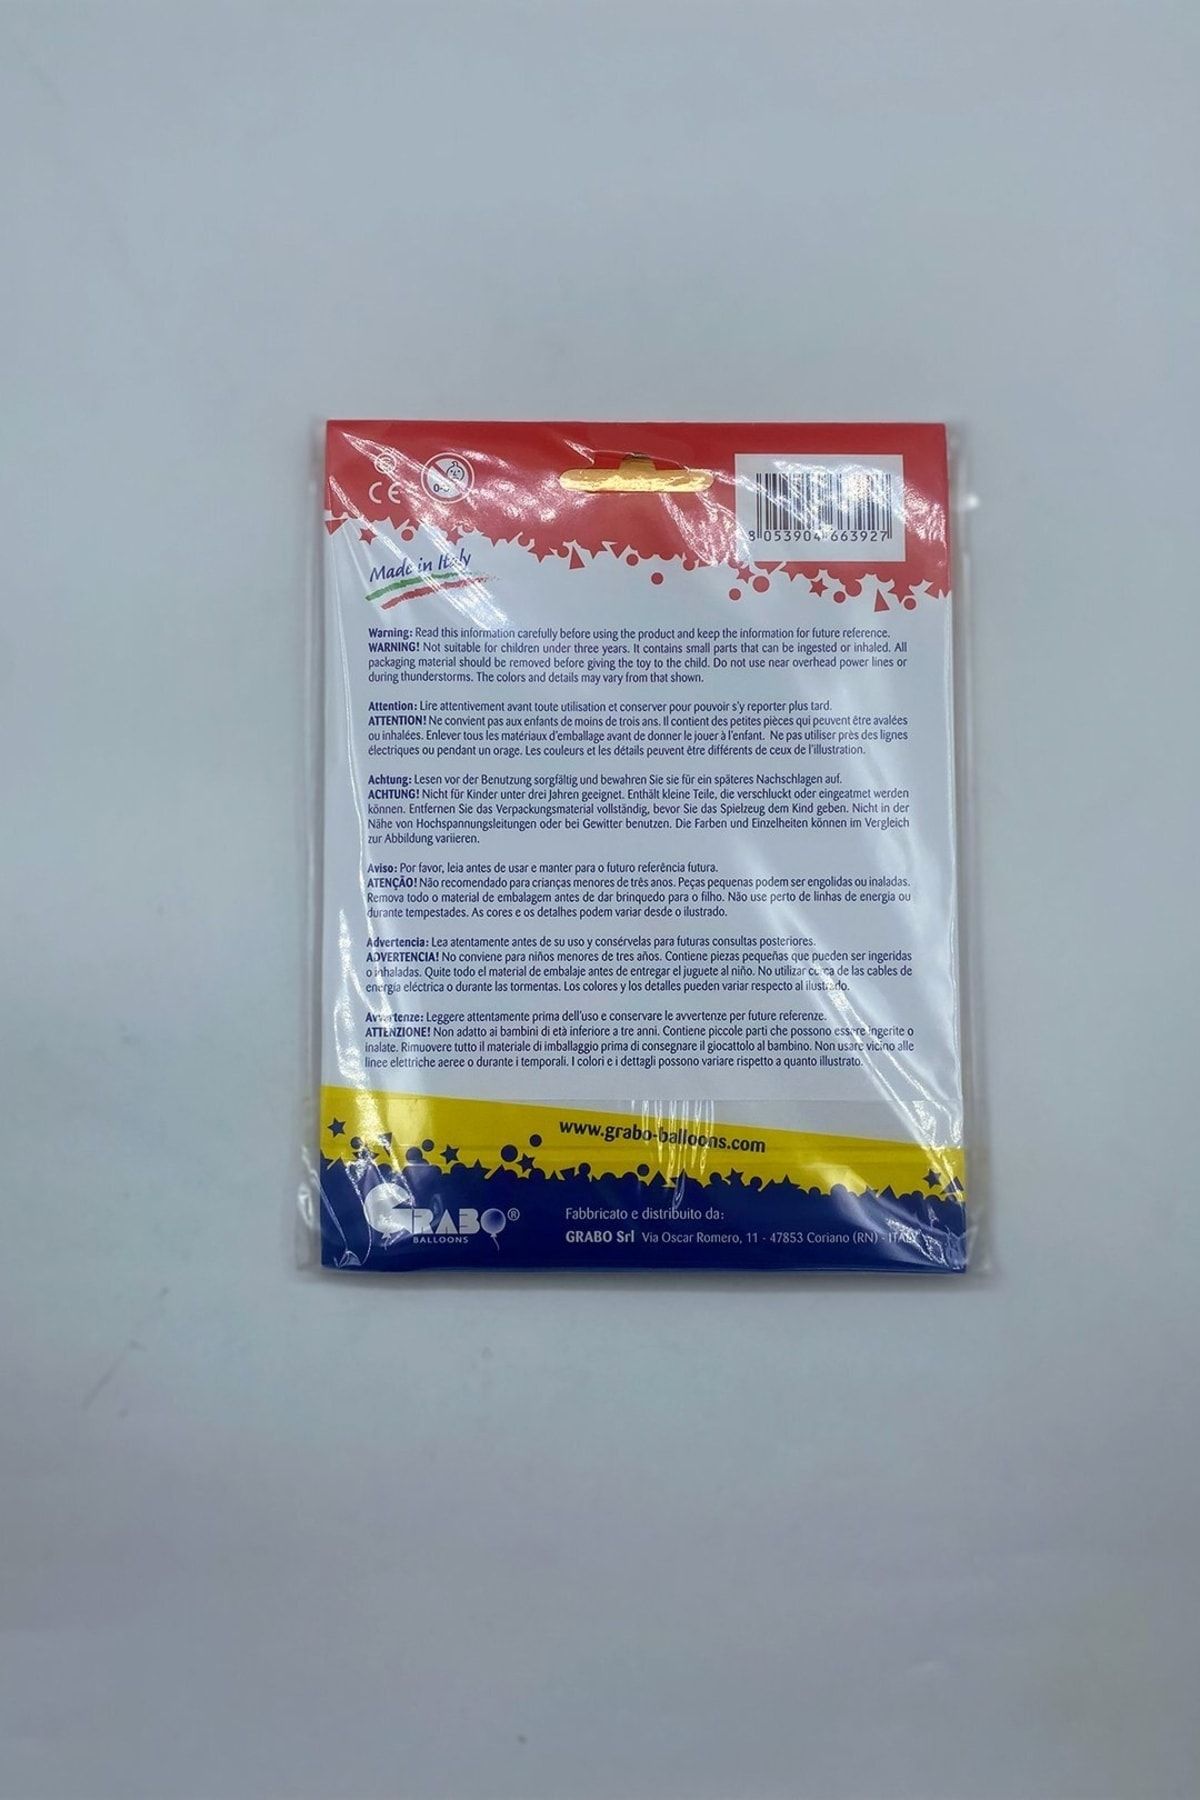 CE
0-3
8 053904 663927
Made in Italy
Warning: Read this information carefully before using the product and keep the information for future reference.
WARNING! Not suitable for children under three years. It contains small parts that can be ingested or inhaled. All
packaging material should be removed before giving the toy to the child. Do not use near overhead power lines or
during thunderstorms. The colors and details may vary from that shown.
Attention: Lire attentivement avant toute utilisation et conserver pour pouvoir s'y reporter plus tard.
ATTENTION! Ne convient pas aux enfants de moins de trois ans. Il contient des petites pièces qui peuvent être avalées
ou inhalées. Enlever tous les matériaux d'emballage avant de donner le jouer à l'enfant. Ne pas utiliser près des lignes
électriques ou pendant un orage. Les couleurs et les détails peuvent être différents de ceux de l'illustration.
Achtung: Lesen vor der Benutzung sorgfältig und bewahren Sie sie für ein späteres Nachschlagen auf.
ACHTUNG! Nicht für Kinder unter drei Jahren geeignet. Enthält kleine Teile, die verschluckt oder eingeatmet werden
können. Entfernen Sie das Verpackungsmaterial vollständig, bevor Sie das Spielzeug dem Kind geben. Nicht in der
Nähe von Hochspannungsleitungen oder bei Gewitter benutzen. Die Farben und Einzelheiten können im Vergleich
zur Abbildung variieren.
Aviso: Por favor, leia antes de usar e manter para o futuro referência futura.
ATENÇÃO! Não recomendado para crianças menores de três anos. Peças pequenas podem ser engolidas ou inaladas.
Remova todo o material de embalagem antes de dar brinquedo para o filho. Não use perto de linhas de energia ou
durante tempestades. As cores e os detalhes podem variar desde o ilustrado.
Advertencia: Lea atentamente antes de su uso y consérvelas para futuras consultas posteriores.
ADVERTENCIA! No conviene para niños menores de tres años. Contiene piezas pequeñas que pueden ser ingeridas
o inhaladas. Quite todo el material de embalaje antes de entregar el juguete al niño. No utilizar cerca de las cables de
energía eléctrica o durante las tormentas. Los colores y los detalles pueden variar respecto al ilustrado.
Avvertenze: Leggere attentamente prima dell'uso e conservare le avvertenze per future referenze.
ATTENZIONE! Non adatto ai bambini di età inferiore a tre anni. Contiene piccole parti che possono essere ingerite o
inalate. Rimuovere tutto il materiale di imballaggio prima di consegnare il giocattolo al bambino. Non usare vicino alle
linee elettriche aeree o durante i temporali. I colori e i dettagli possono variare rispetto a quanto illustrato.
www.grabo-balloons.com
GRABO®
BALLOONS
Fabbricato e distribuito da:
GRABO Srl Via Oscar Romero, 11 - 47853 Coriano (RN) - ITALY